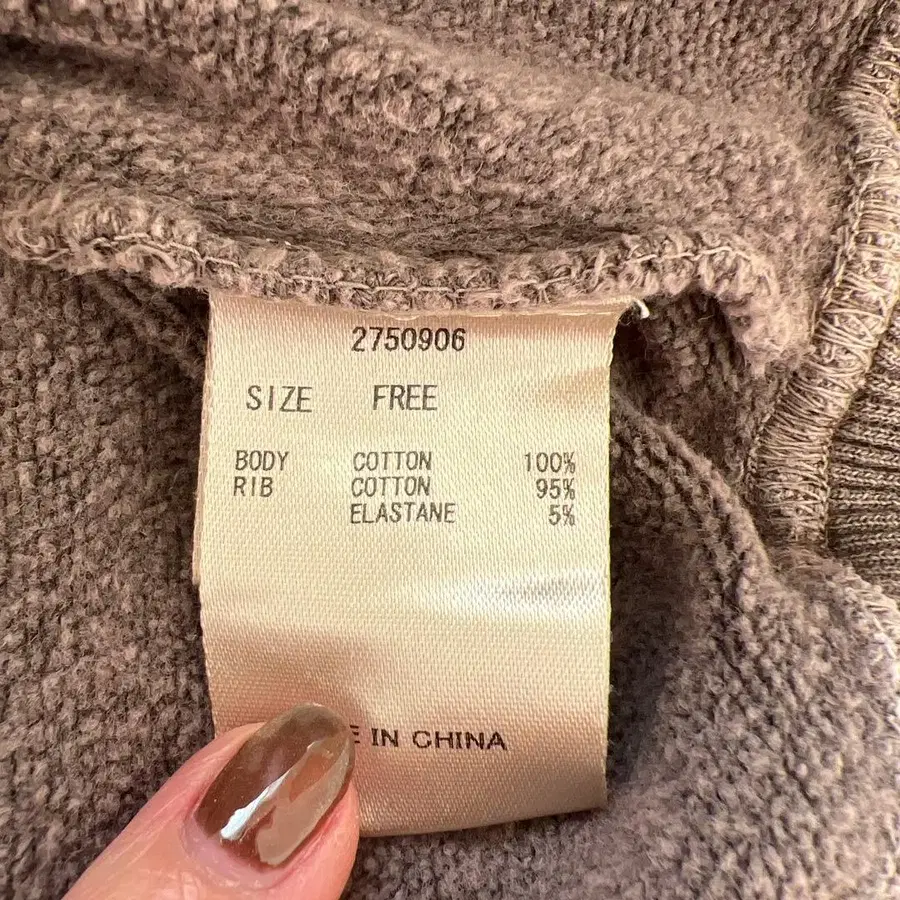 2750906
SIZE FREE
BODY COTTON 100%
RIB COTTON 95%
ELASTANE 5%
IN CHINA